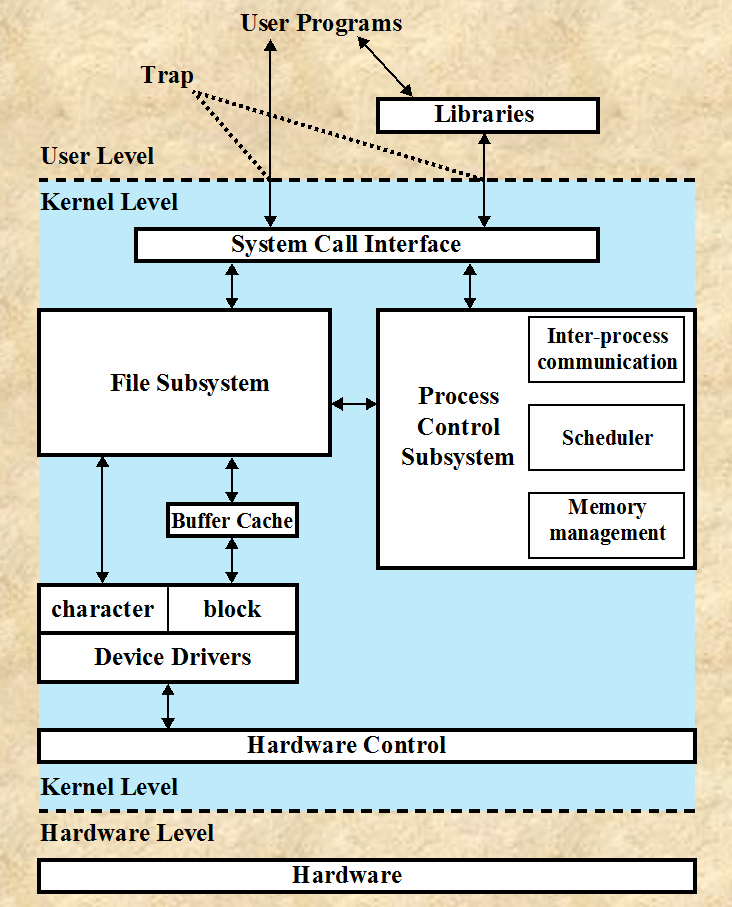 User Programs
Trap
Libraries
User Level
Kernel Level
System Call Interface
File Subsystem
Process
Control
Subsystem
Inter-process
communication
Scheduler
Memory
management
Buffer Cache
character
block
Device Drivers
Hardware Control
Kernel Level
Hardware Level
Hardware